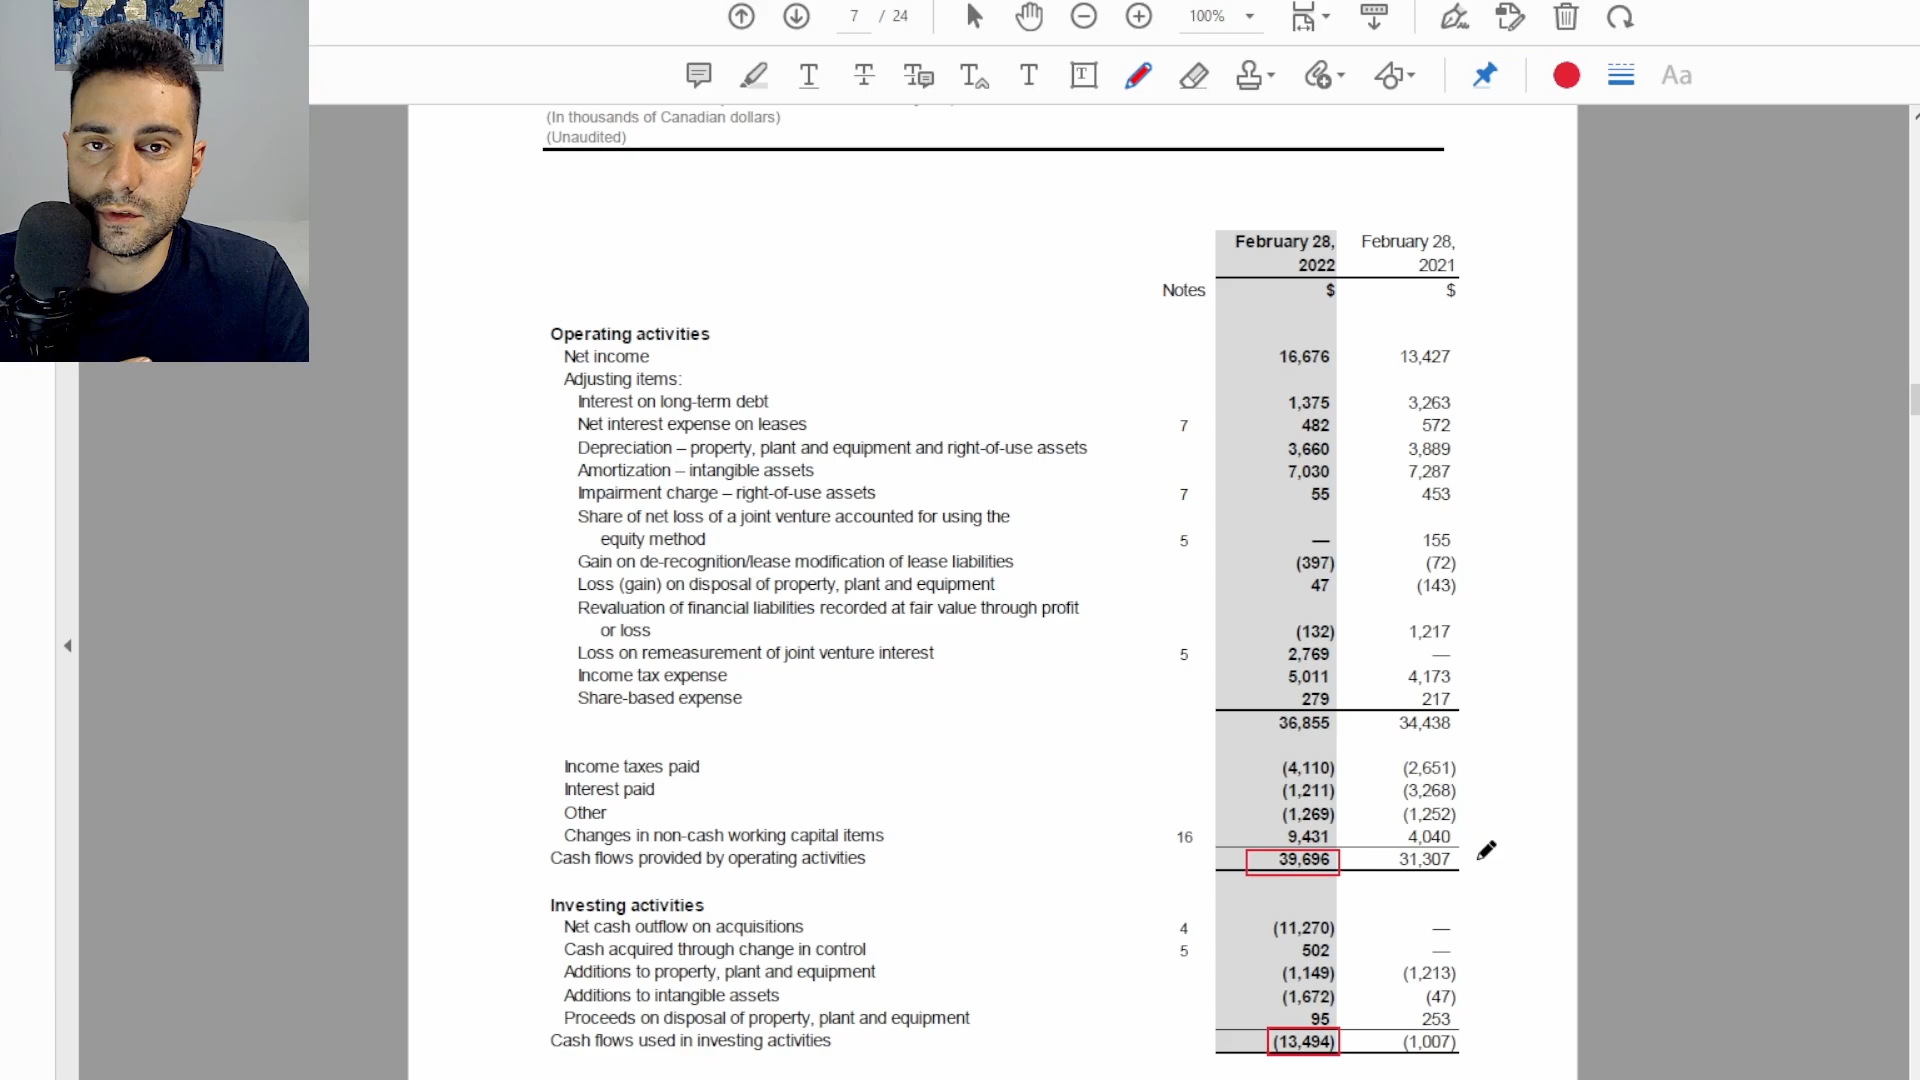 7 / 24
100%
Aa
(In thousands of Canadian dollars)
(Unaudited)
February 28, February 28,
2022 2021
Notes $ $
Operating activities
Net income 16,676 13,427
Adjusting items:
Interest on long-term debt 1,375 3,263
Net interest expense on leases 7 482 572
Depreciation – property, plant and equipment and right-of-use assets 3,660 3,889
Amortization – intangible assets 7,030 7,287
Impairment charge – right-of-use assets 7 55 453
Share of net loss of a joint venture accounted for using the
equity method 5 — 155
Gain on de-recognition/lease modification of lease liabilities (397) (72)
Loss (gain) on disposal of property, plant and equipment 47 (143)
Revaluation of financial liabilities recorded at fair value through profit
or loss (132) 1,217
Loss on remeasurement of joint venture interest 5 2,769 —
Income tax expense 5,011 4,173
Share-based expense 279 217
36,855 34,438
Income taxes paid (4,110) (2,651)
Interest paid (1,211) (3,268)
Other (1,269) (1,252)
Changes in non-cash working capital items 16 9,431 4,040
Cash flows provided by operating activities 39,696 31,307
Investing activities
Net cash outflow on acquisitions 4 (11,270) —
Cash acquired through change in control 5 502 —
Additions to property, plant and equipment (1,149) (1,213)
Additions to intangible assets (1,672) (47)
Proceeds on disposal of property, plant and equipment 95 253
Cash flows used in investing activities (13,494) (1,007)